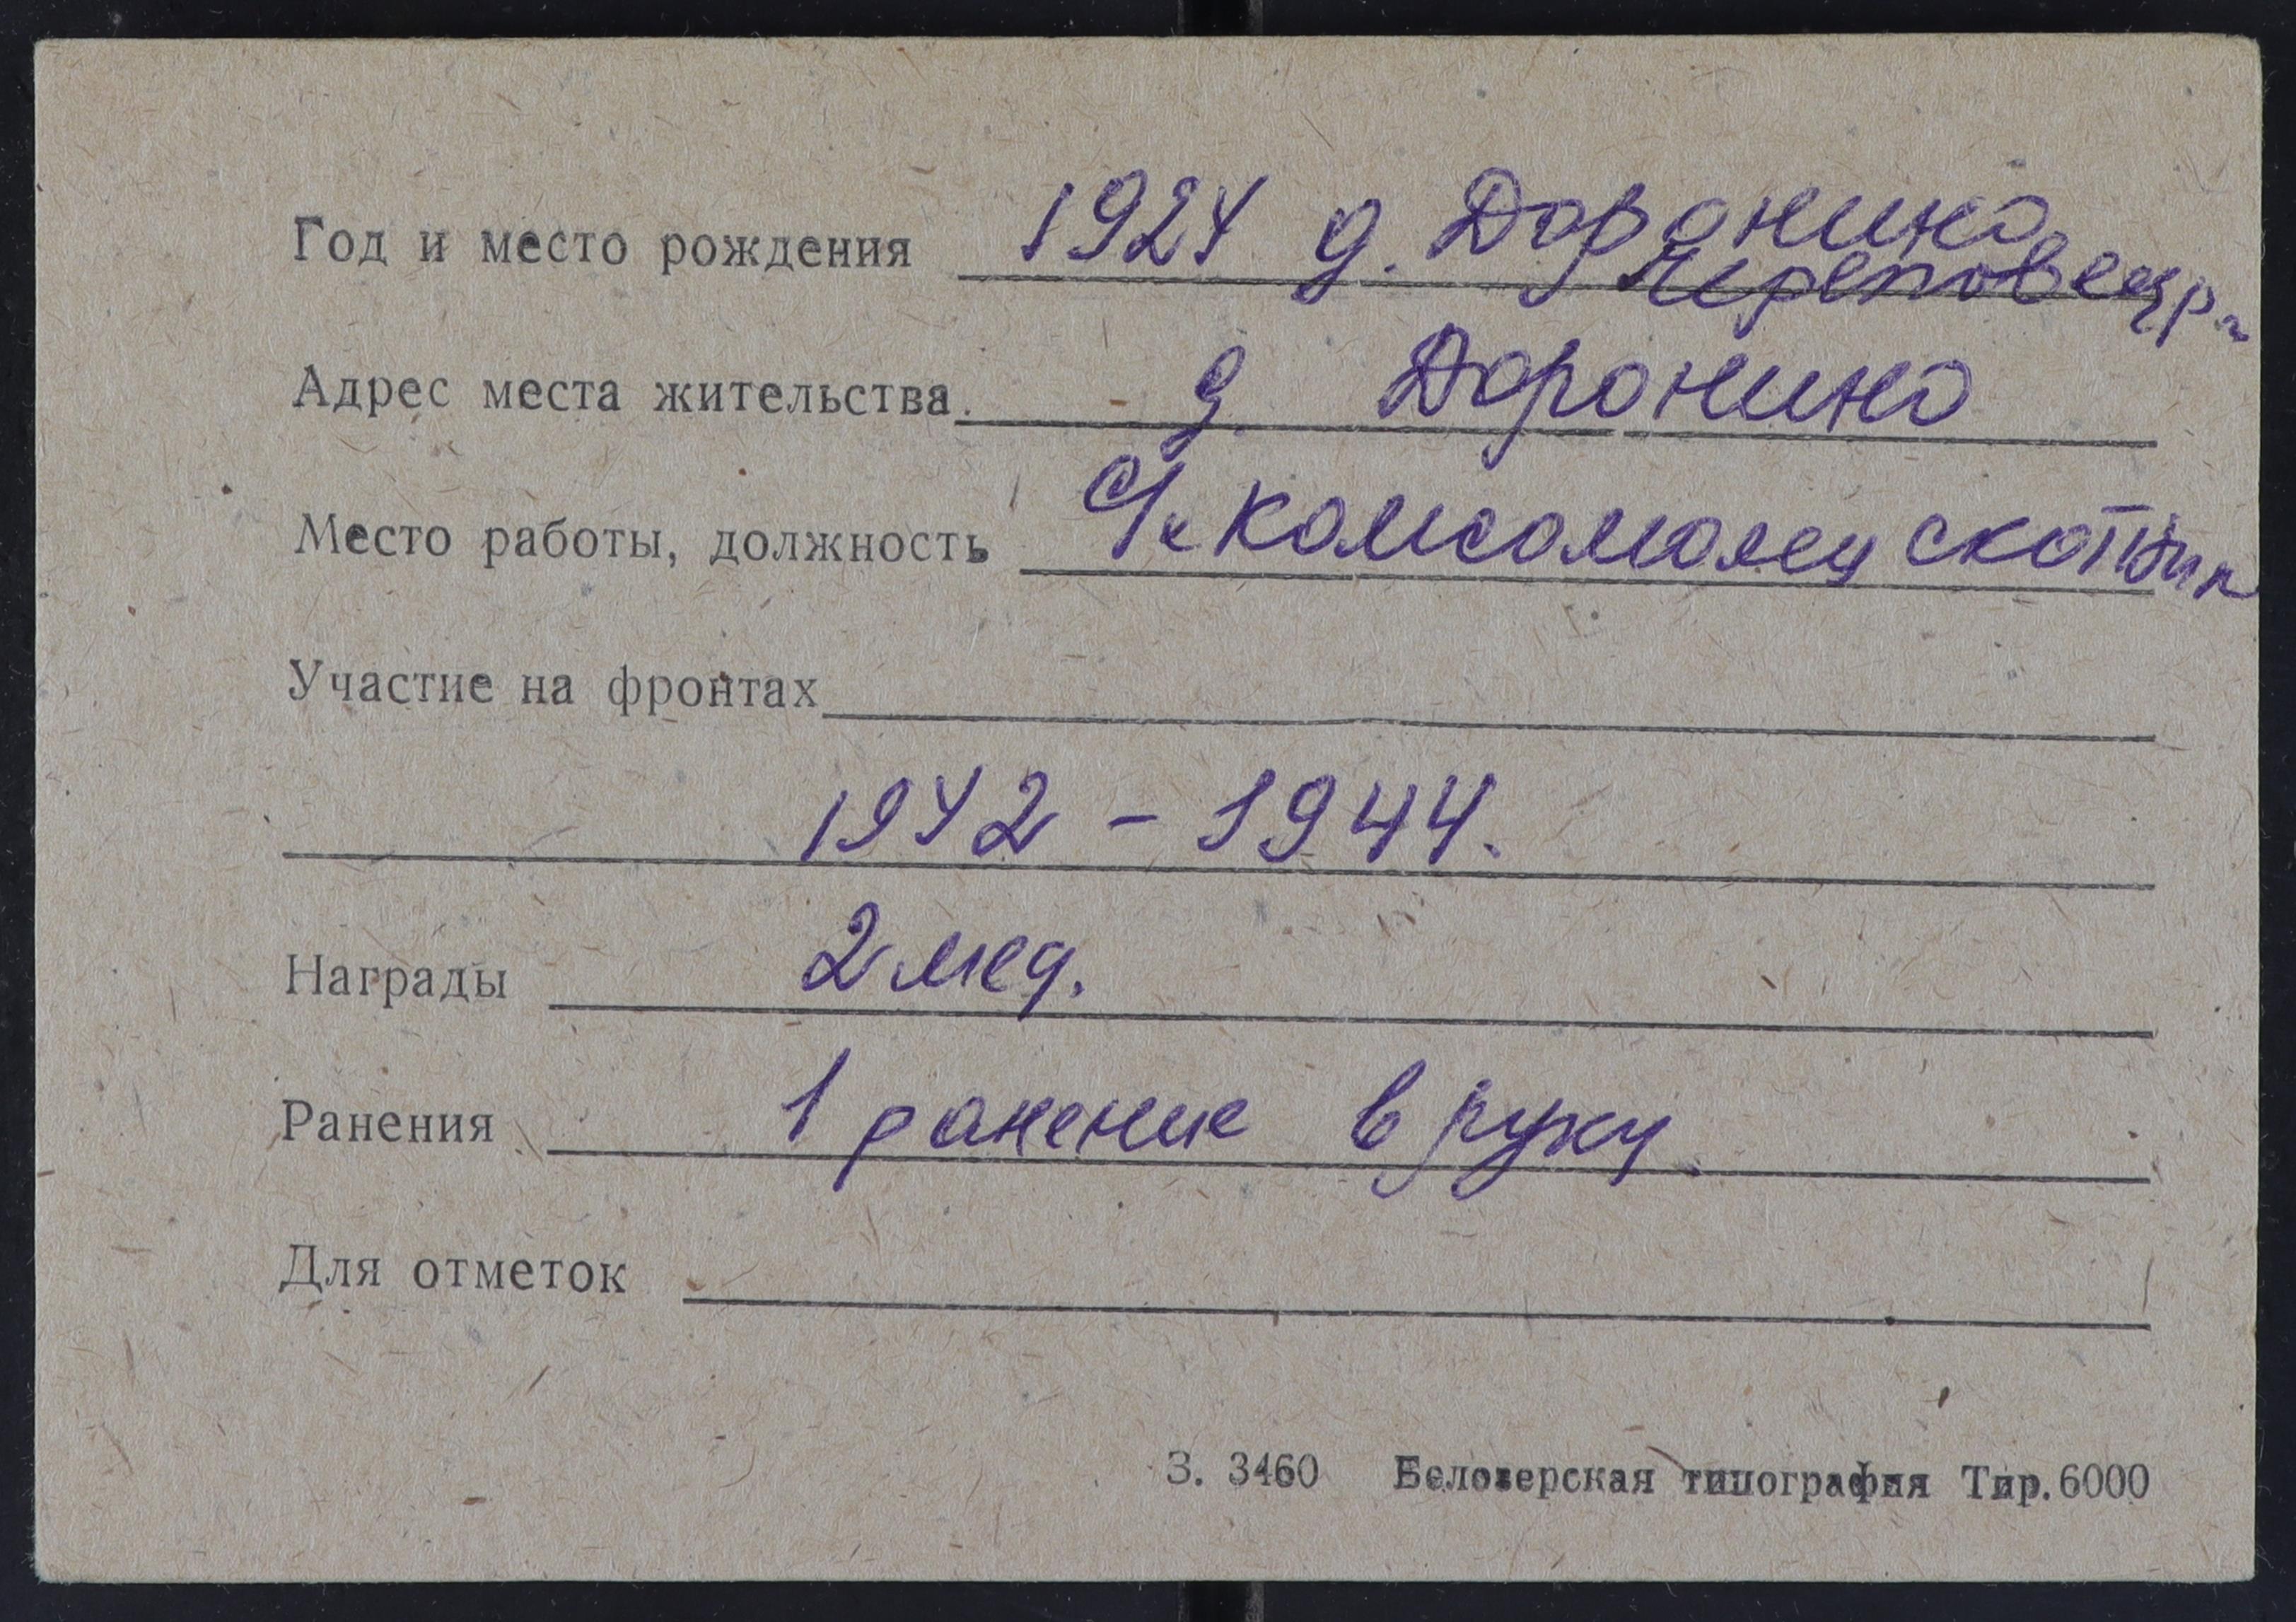 Год и место рождения 1924 д. Доронино
Череповец р-н
Адрес места жительства. д. Доронино
Место работы, должность с/х Комсомолец скотник
Участие на фронтах
1942 - 1944.
Награды 2 мед.
Ранения 1 ранение в руку.
Для отметок
З. 3460 Белозерская типография Тир. 6000